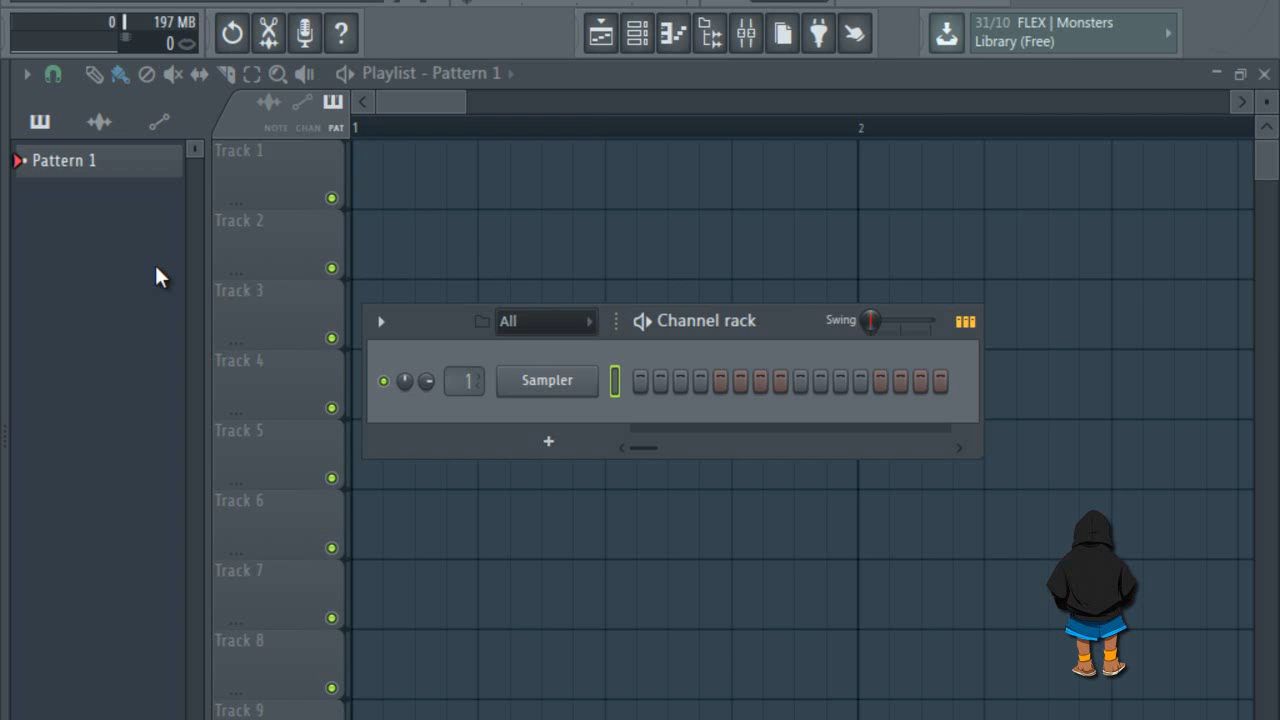 0 197 MB
0
?
31/10 FLEX | Monsters
Library (Free)
Playlist - Pattern 1
NOTE CHAN PAT
1 2
Pattern 1
Track 1
Track 2
Track 3
Track 4
Track 5
Track 6
Track 7
Track 8
Track 9
All
Channel rack
Swing
1
Sampler
+